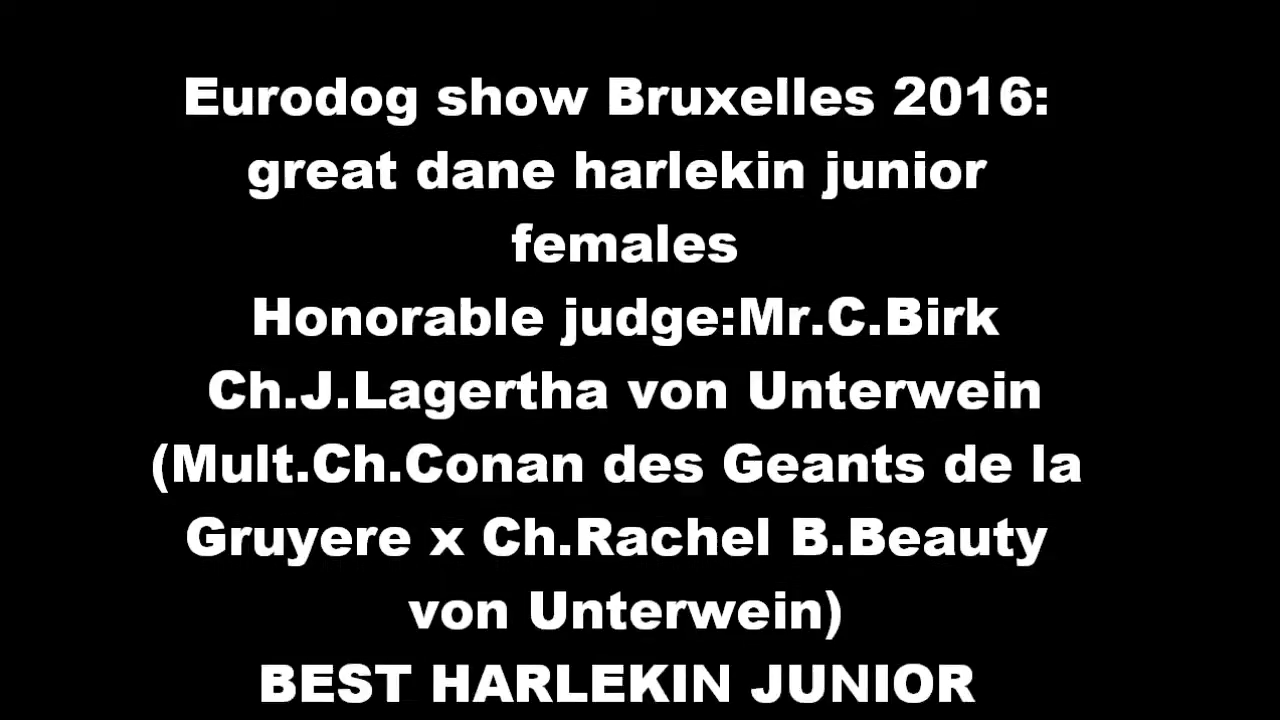 Eurodog show Bruxelles 2016:
great dane harlekin junior
females
Honorable judge:Mr.C.Birk
Ch.J.Lagertha von Unterwein
(Mult.Ch.Conan des Geants de la
Gruyere x Ch.Rachel B.Beauty
von Unterwein)
BEST HARLEKIN JUNIOR